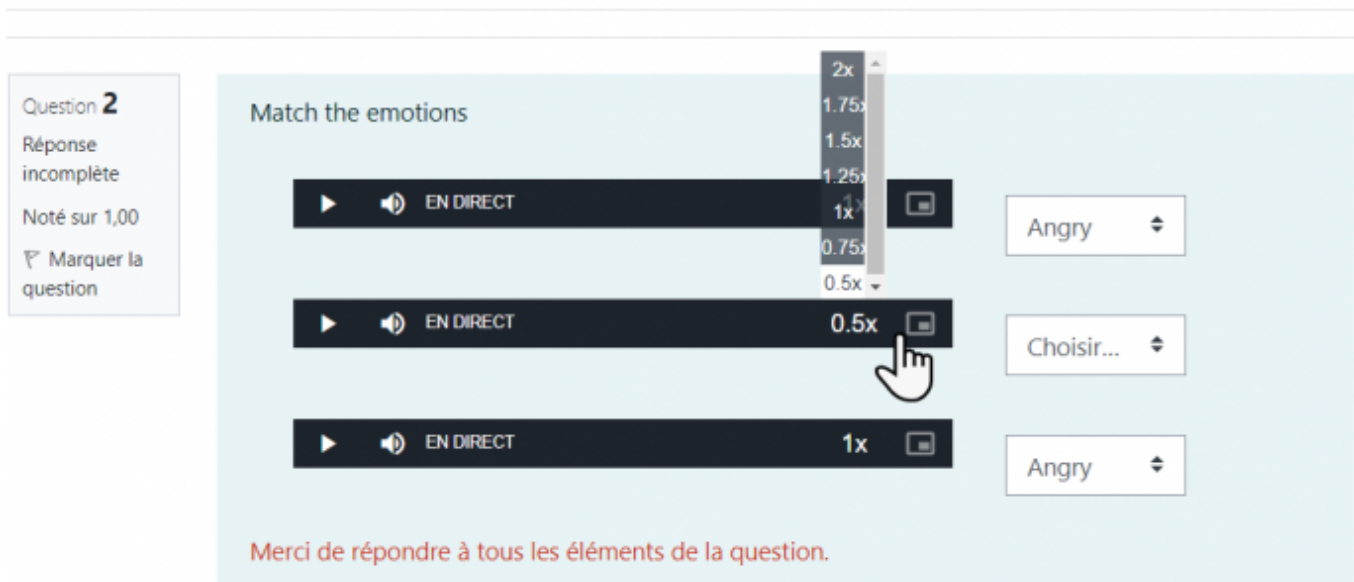 Question 2
Réponse
incomplète
Noté sur 1,00
Marquer la
question
Match the emotions
2x
1.75x
1.5x
1.25x
1x
0.75x
0.5x
EN DIRECT
1x
Angry
EN DIRECT
0.5x
Choisir...
EN DIRECT
1x
Angry
Merci de répondre à tous les éléments de la question.